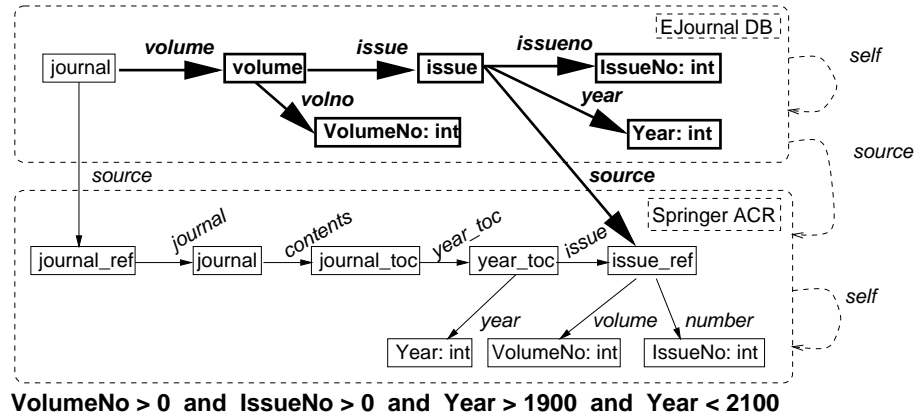 EJournal DB
volume issue issueno
journal volume issue IssueNo: int self
volno year
VolumeNo: int Year: int
source source source
Springer ACR
journal contents year_toc issue
journal_ref journal journal_toc year_toc issue_ref
self
year volume number
Year: int VolumeNo: int IssueNo: int
VolumeNo > 0 and IssueNo > 0 and Year > 1900 and Year < 2100